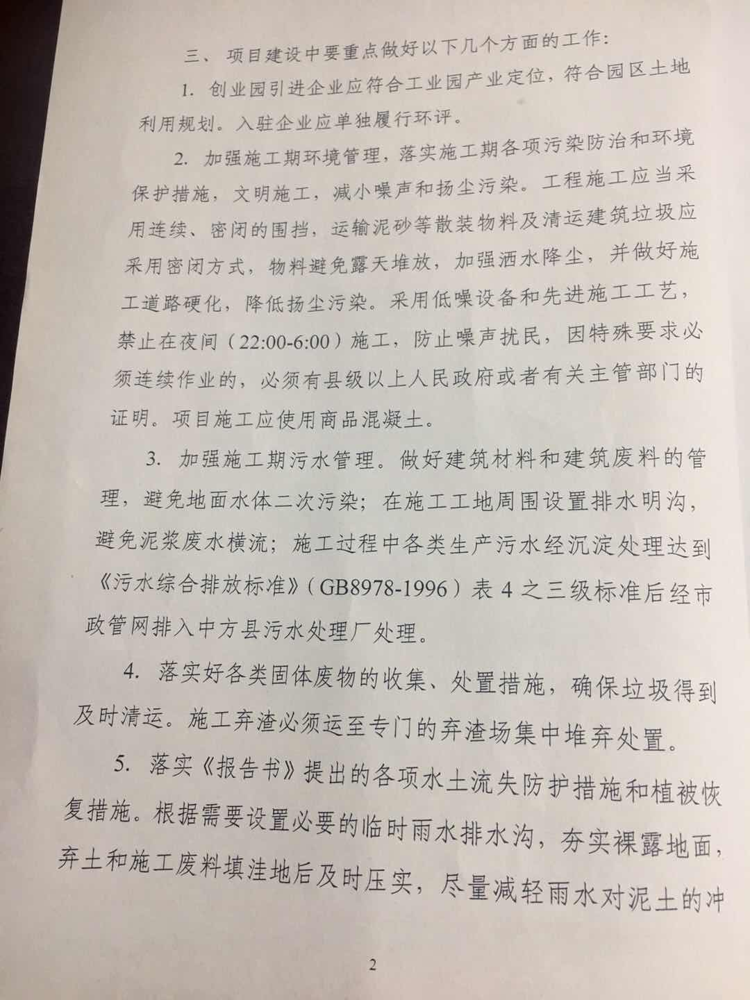 三、项目建设中要重点做好以下几个方面的工作：
1. 创业园引进企业应符合工业园产业定位，符合园区土地
利用规划。入驻企业应单独履行环评。
2. 加强施工期环境管理，落实施工期各项污染防治和环境
保护措施，文明施工，减小噪声和扬尘污染。工程施工应当采
用连续、密闭的围挡，运输泥砂等散装物料及清运建筑垃圾应
采用密闭方式，物料避免露天堆放，加强洒水降尘，并做好施
工道路硬化，降低扬尘污染。采用低噪设备和先进施工工艺，
禁止在夜间（22:00-6:00）施工，防止噪声扰民，因特殊要求必
须连续作业的，必须有县级以上人民政府或者有关主管部门的
证明。项目施工应使用商品混凝土。
3. 加强施工期污水管理。做好建筑材料和建筑废料的管
理，避免地面水体二次污染；在施工工地周围设置排水明沟，
避免泥浆废水横流；施工过程中各类生产污水经沉淀处理达到
《污水综合排放标准》（GB8978-1996）表 4 之三级标准后经市
政管网排入中方县污水处理厂处理。
4. 落实好各类固体废物的收集、处置措施，确保垃圾得到
及时清运。施工弃渣必须运至专门的弃渣场集中堆弃处置。
5. 落实《报告书》提出的各项水土流失防护措施和植被恢
复措施。根据需要设置必要的临时雨水排水沟，夯实裸露地面，
弃土和施工废料填洼地后及时压实，尽量减轻雨水对泥土的冲
2